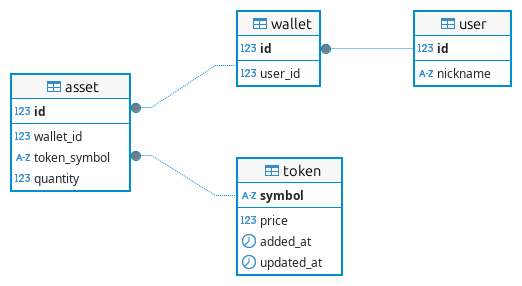 wallet
123 id
123 user_id
user
123 id
A-Z nickname
asset
123 id
123 wallet_id
A-Z token_symbol
123 quantity
token
A-Z symbol
123 price
added_at
updated_at